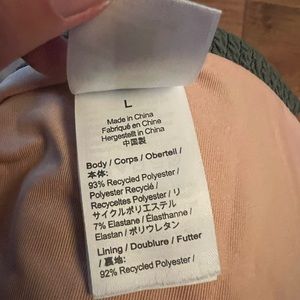 L
Made in China
Fabriqué en Chine
Hergestellt in China
中国製
Body / Corps / Oberteil /
本体:
93% Recycled Polyester /
Polyester Recyclé /
Recyceltes Polyester / リ
サイクルポリエステル
7% Elastane / Élasthanne /
Elastan / ポリウレタン
Lining / Doublure / Futter
/ 裏地:
92% Recycled Polyester /